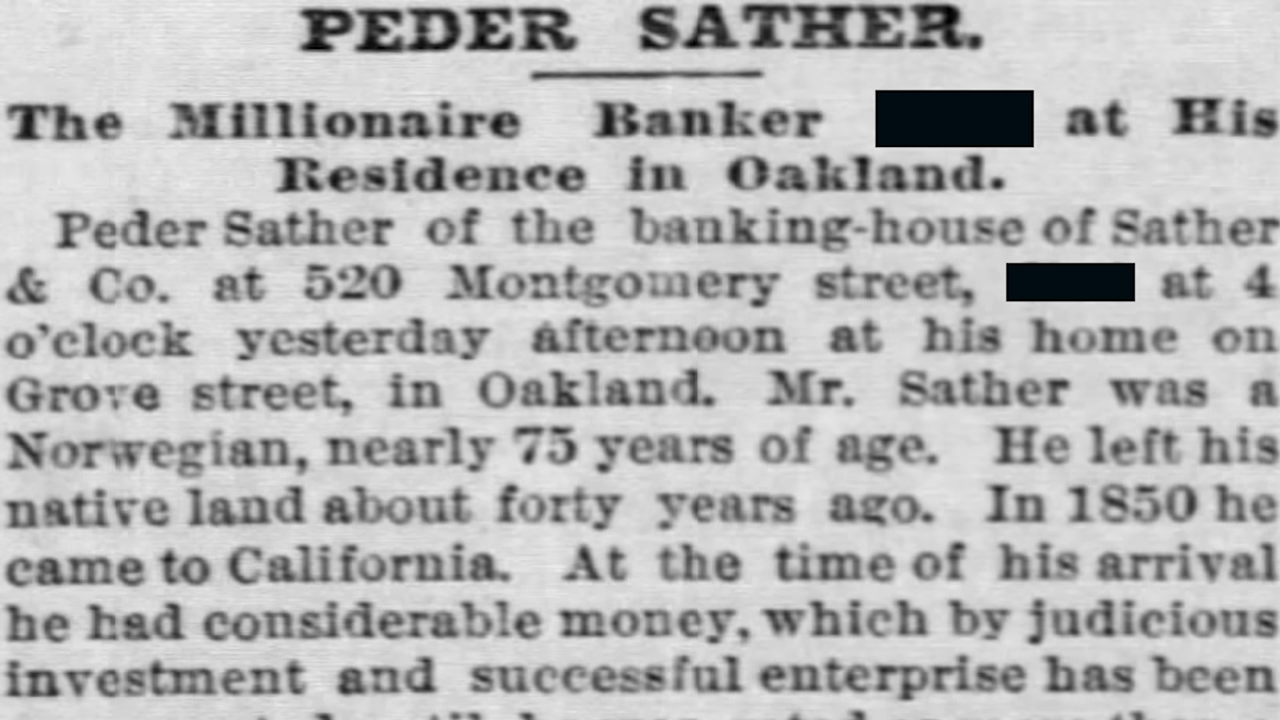 PEDER SATHER.
The Millionaire Banker at His
Residence in Oakland.
Peder Sather of the banking-house of Sather
& Co. at 520 Montgomery street, at 4
o'clock yesterday afternoon at his home on
Grove street, in Oakland. Mr. Sather was a
Norwegian, nearly 75 years of age. He left his
native land about forty years ago. In 1850 he
came to California. At the time of his arrival
he had considerable money, which by judicious
investment and successful enterprise has been